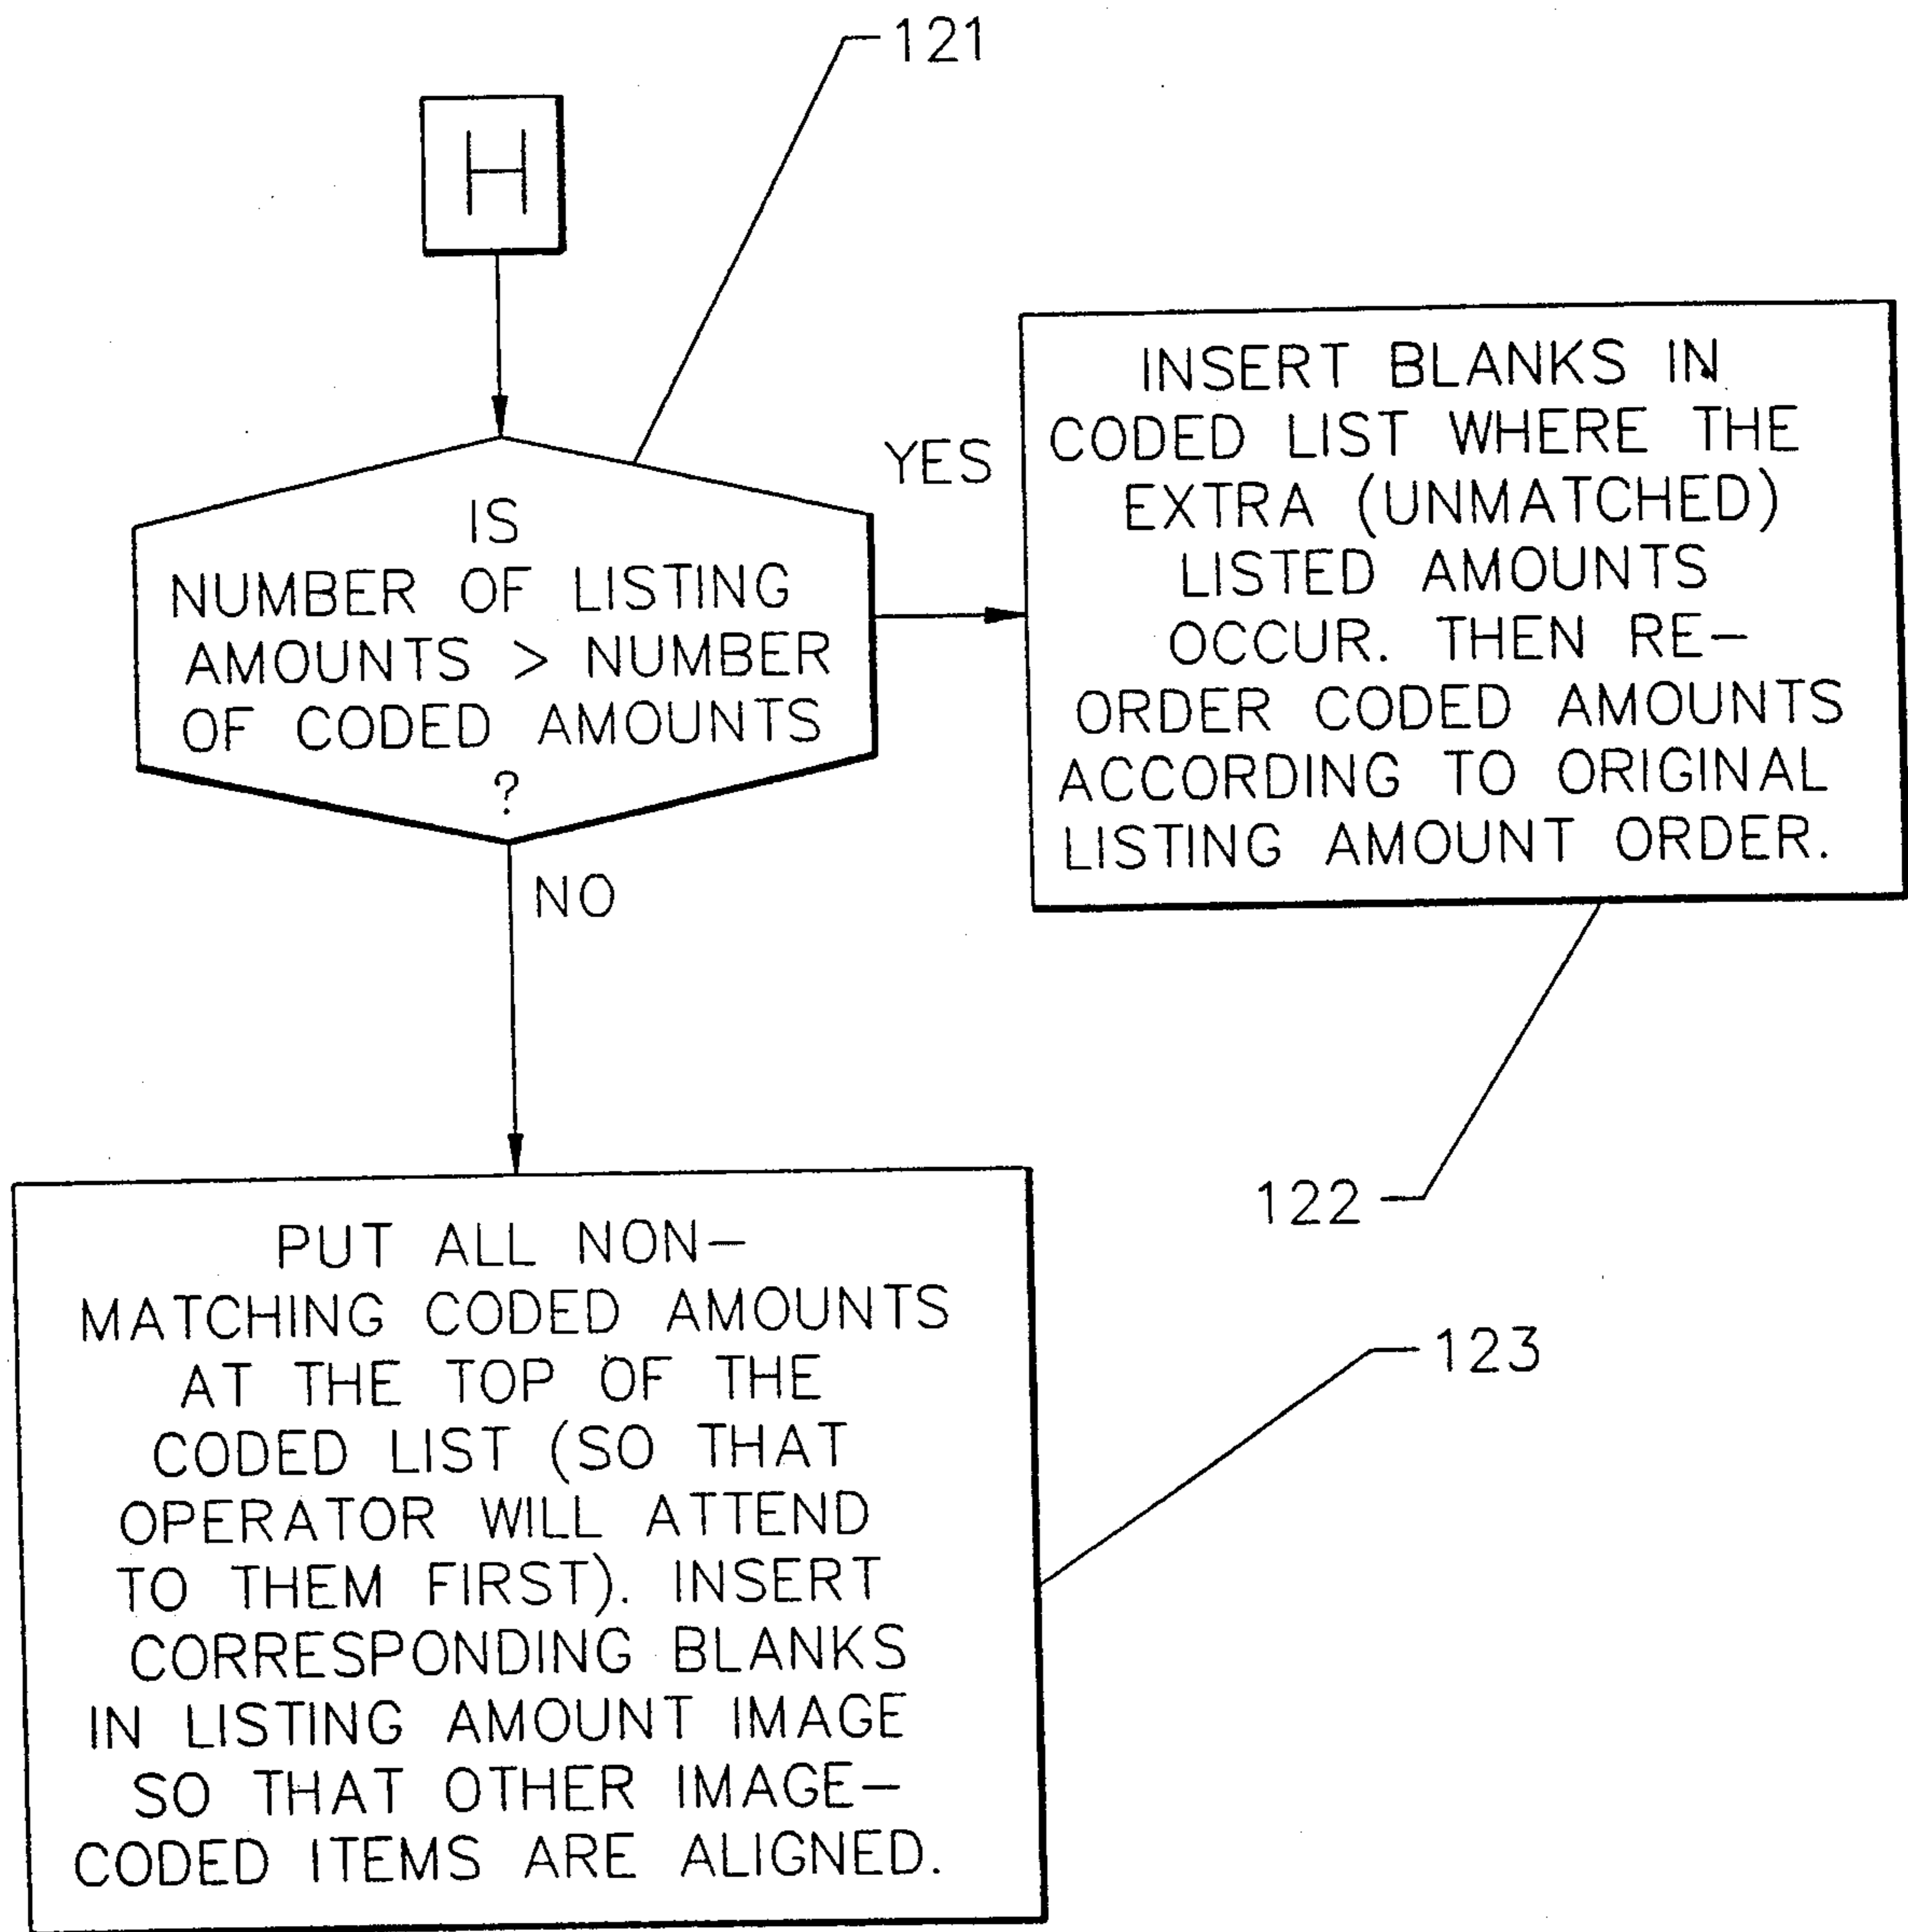 121
H
IS
NUMBER OF LISTING
AMOUNTS > NUMBER
OF CODED AMOUNTS
?
YES
INSERT BLANKS IN
CODED LIST WHERE THE
EXTRA (UNMATCHED)
LISTED AMOUNTS
OCCUR. THEN RE-
ORDER CODED AMOUNTS
ACCORDING TO ORIGINAL
LISTING AMOUNT ORDER.
122
NO
PUT ALL NON-
MATCHING CODED AMOUNTS
AT THE TOP OF THE
CODED LIST (SO THAT
OPERATOR WILL ATTEND
TO THEM FIRST). INSERT
CORRESPONDING BLANKS
IN LISTING AMOUNT IMAGE
SO THAT OTHER IMAGE-
CODED ITEMS ARE ALIGNED.
123